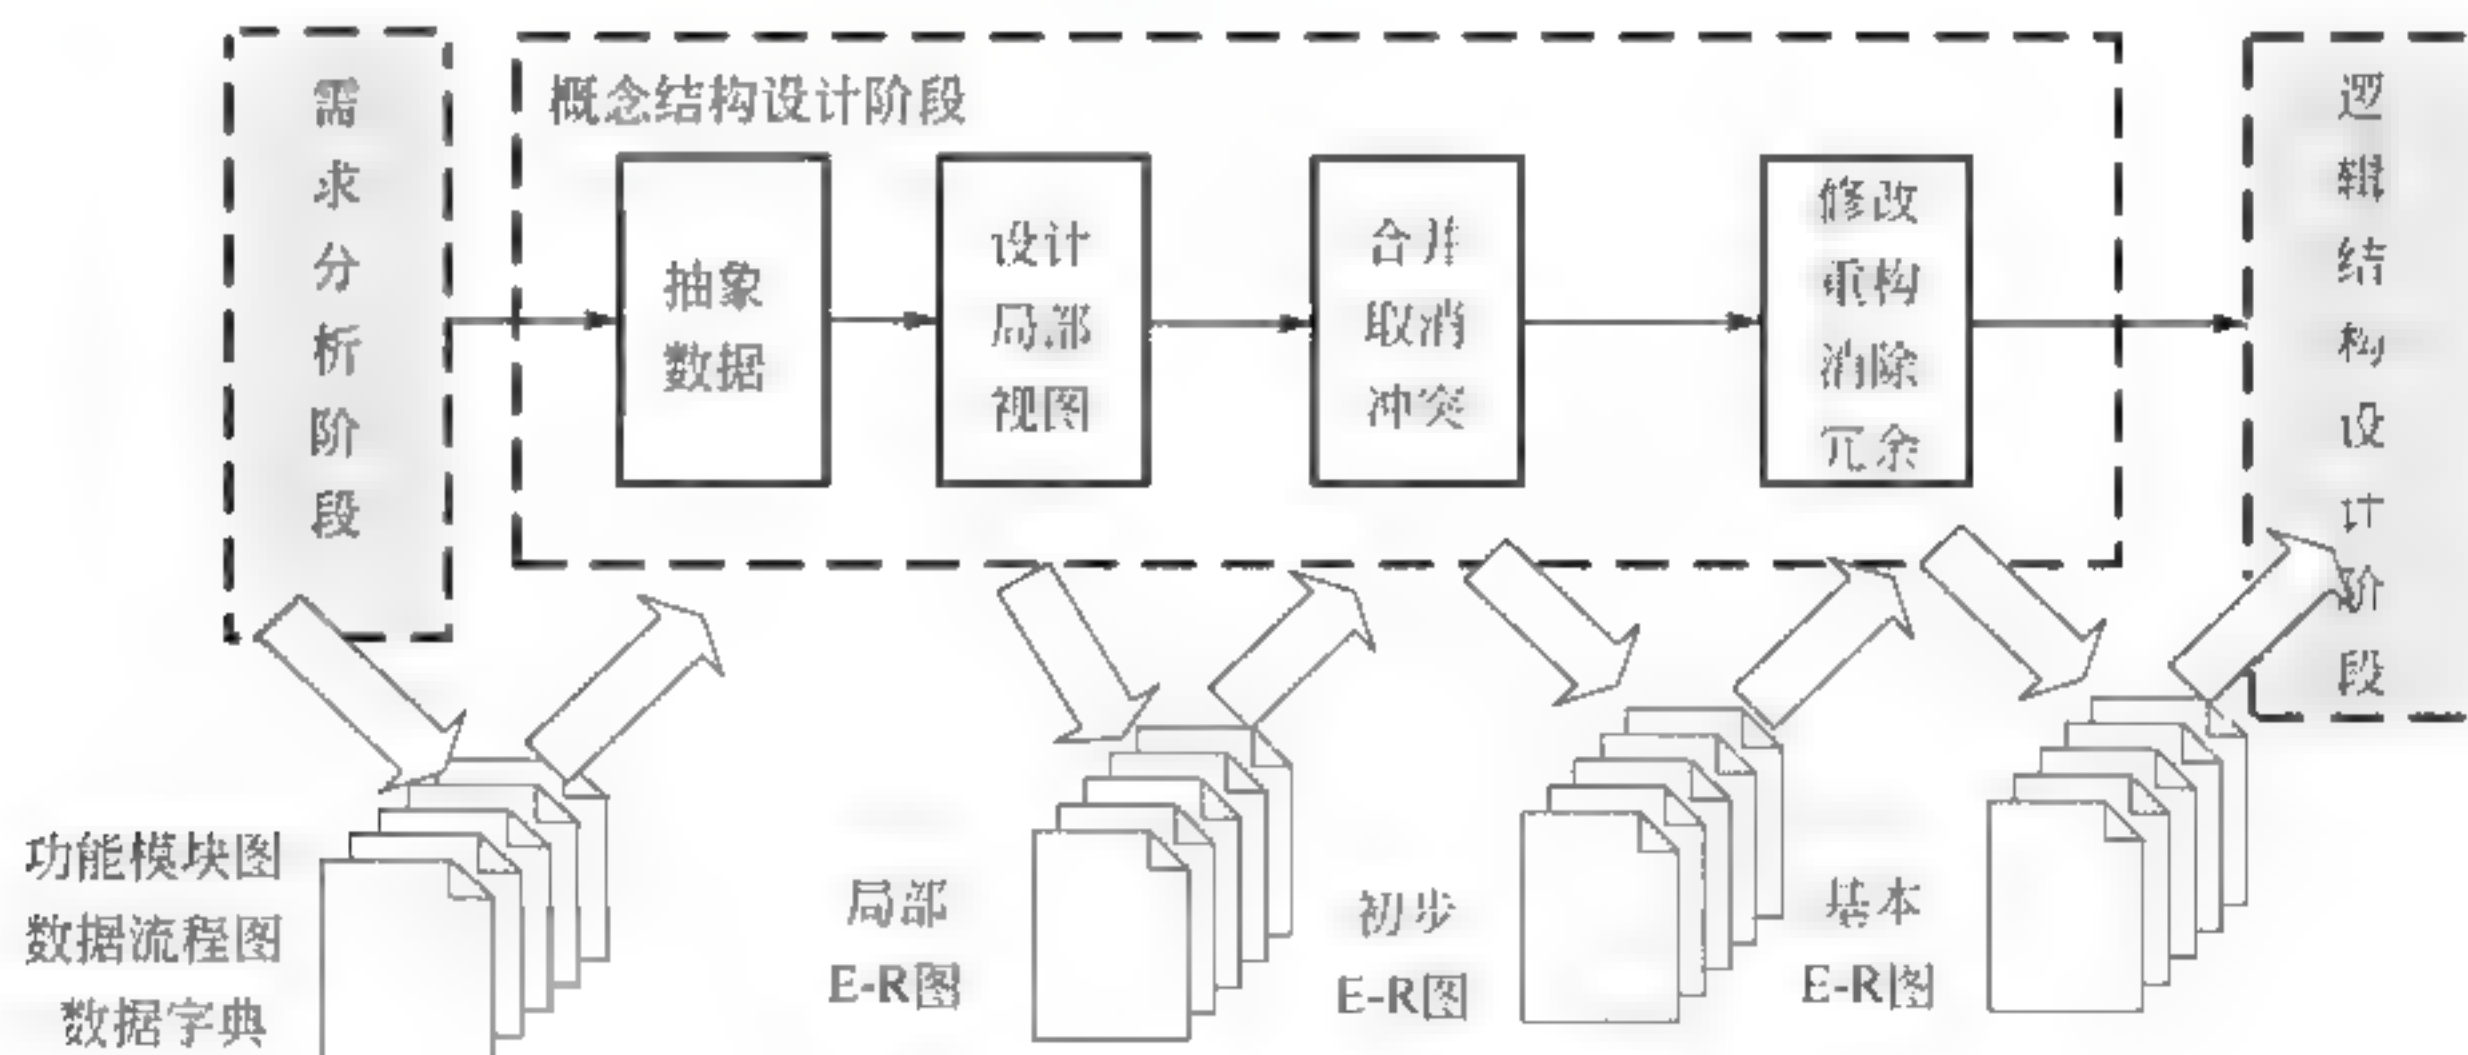 需
求
分
析
阶
段
概念结构设计阶段
抽象
数据
设计
局部
视图
合并
取消
冲突
修改
重构
消除
冗余
逻
辑
结
构
设
计
阶
段
功能模块图
数据流程图
数据字典
局部
E-R图
初步
E-R图
基本
E-R图